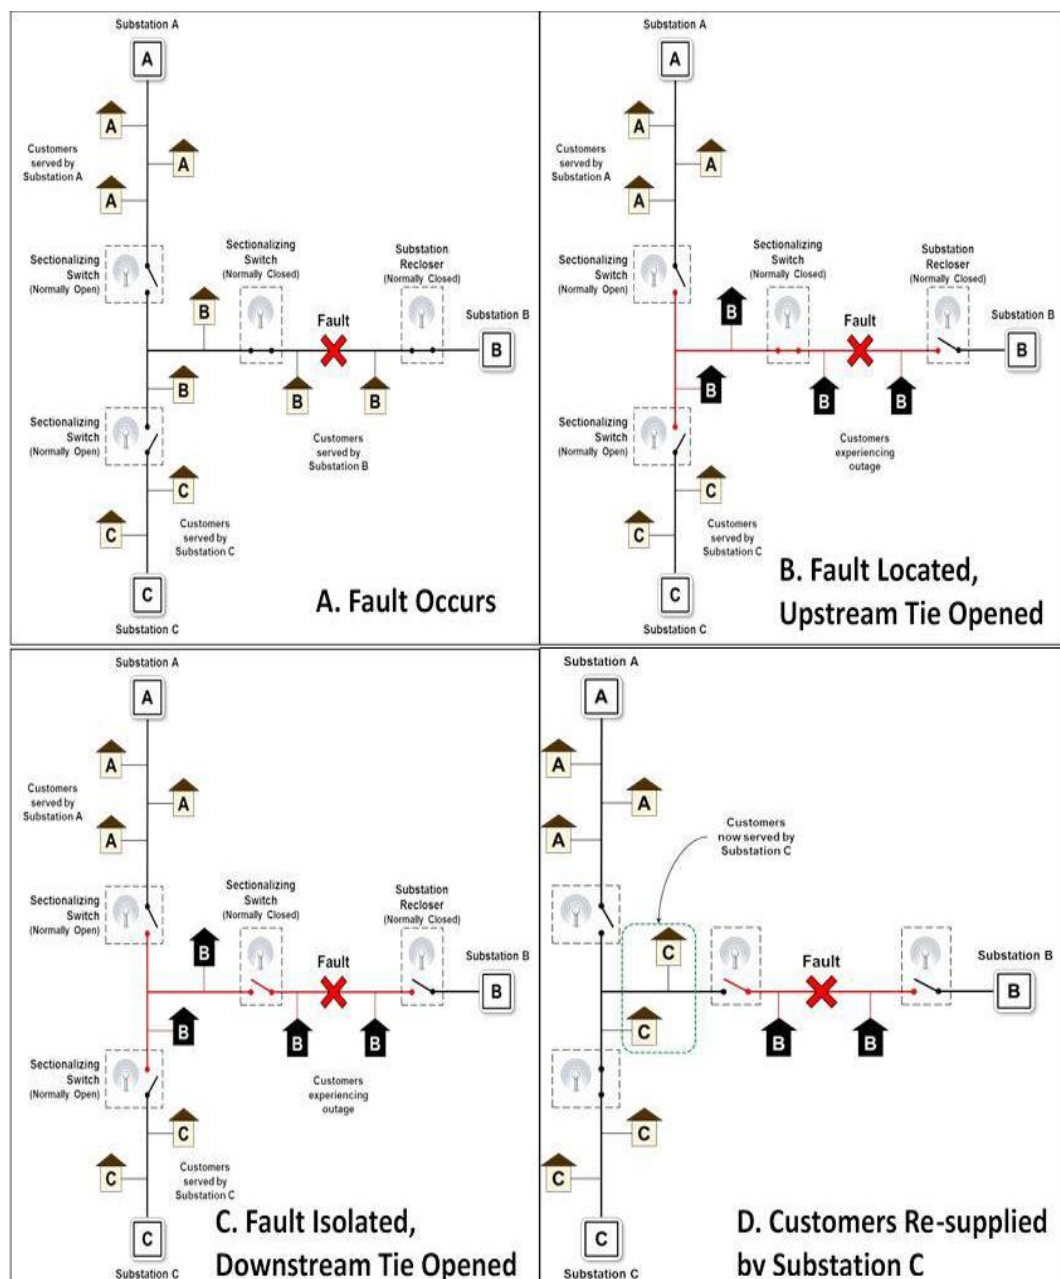 Substation A
A
A
A
A
Customers
served by
Substation A
Sectionalizing
Switch
(Normally Open)
Sectionalizing
Switch
(Normally Closed)
Substation
Recloser
(Normally Closed)
B
Fault
Substation B
B
B
B
B
Sectionalizing
Switch
(Normally Open)
Customers
served by
Substation B
C
C
Customers
served by
Substation C
C
Substation C
A. Fault Occurs
Substation A
A
A
A
A
Customers
served by
Substation A
Sectionalizing
Switch
(Normally Open)
Sectionalizing
Switch
(Normally Closed)
Substation
Recloser
(Normally Closed)
B
Fault
Substation B
B
B
B
B
Sectionalizing
Switch
(Normally Open)
Customers
experiencing
outage
C
C
Customers
served by
Substation C
C
Substation C
B. Fault Located,
Upstream Tie Opened
Substation A
A
A
A
A
Customers
served by
Substation A
Sectionalizing
Switch
(Normally Open)
Sectionalizing
Switch
(Normally Closed)
Substation
Recloser
(Normally Closed)
B
Fault
Substation B
B
B
B
B
Sectionalizing
Switch
(Normally Open)
Customers
experiencing
outage
C
C
Customers
served by
Substation C
C
Substation C
C. Fault Isolated,
Downstream Tie Opened
Substation A
A
A
A
A
Customers
now served by
Substation C
C
Fault
Substation B
B
C
B
B
C
C
C
Substation C
D. Customers Re-supplied
by Substation C